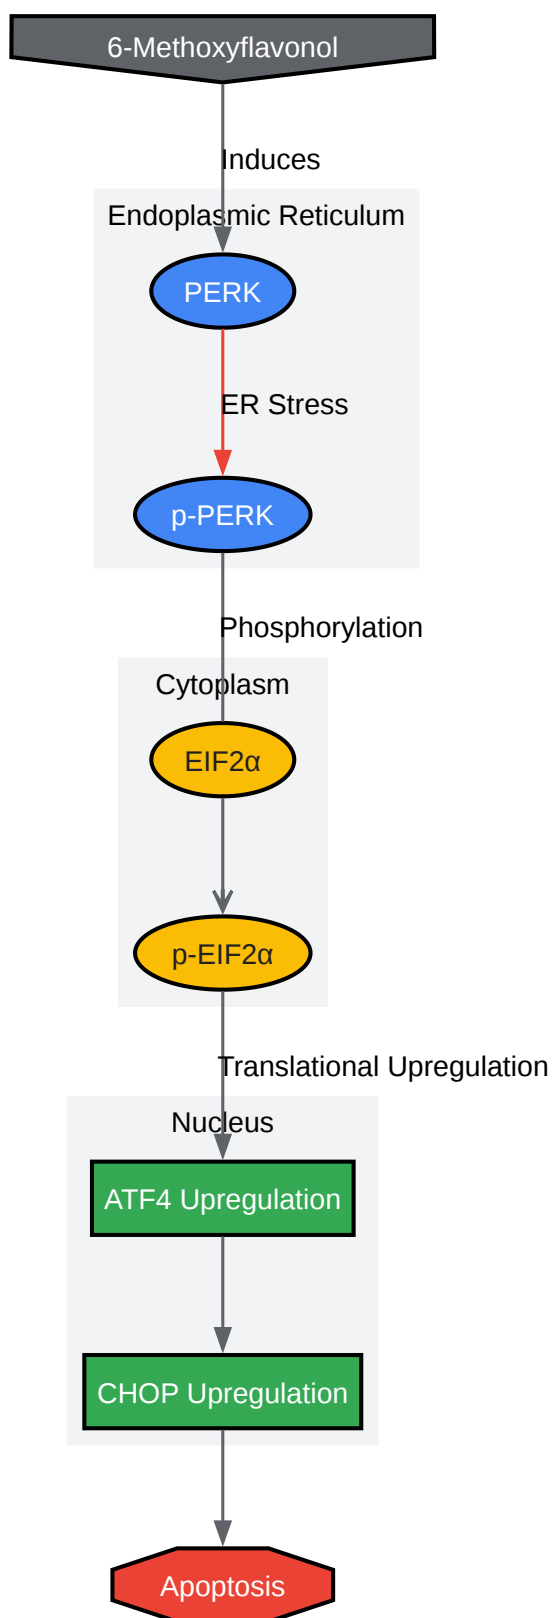 6-Methoxyflavonol
Induces
Endoplasmic Reticulum
PERK
ER Stress
p-PERK
Phosphorylation
Cytoplasm
EIF2α
p-EIF2α
Translational Upregulation
Nucleus
ATF4 Upregulation
CHOP Upregulation
Apoptosis